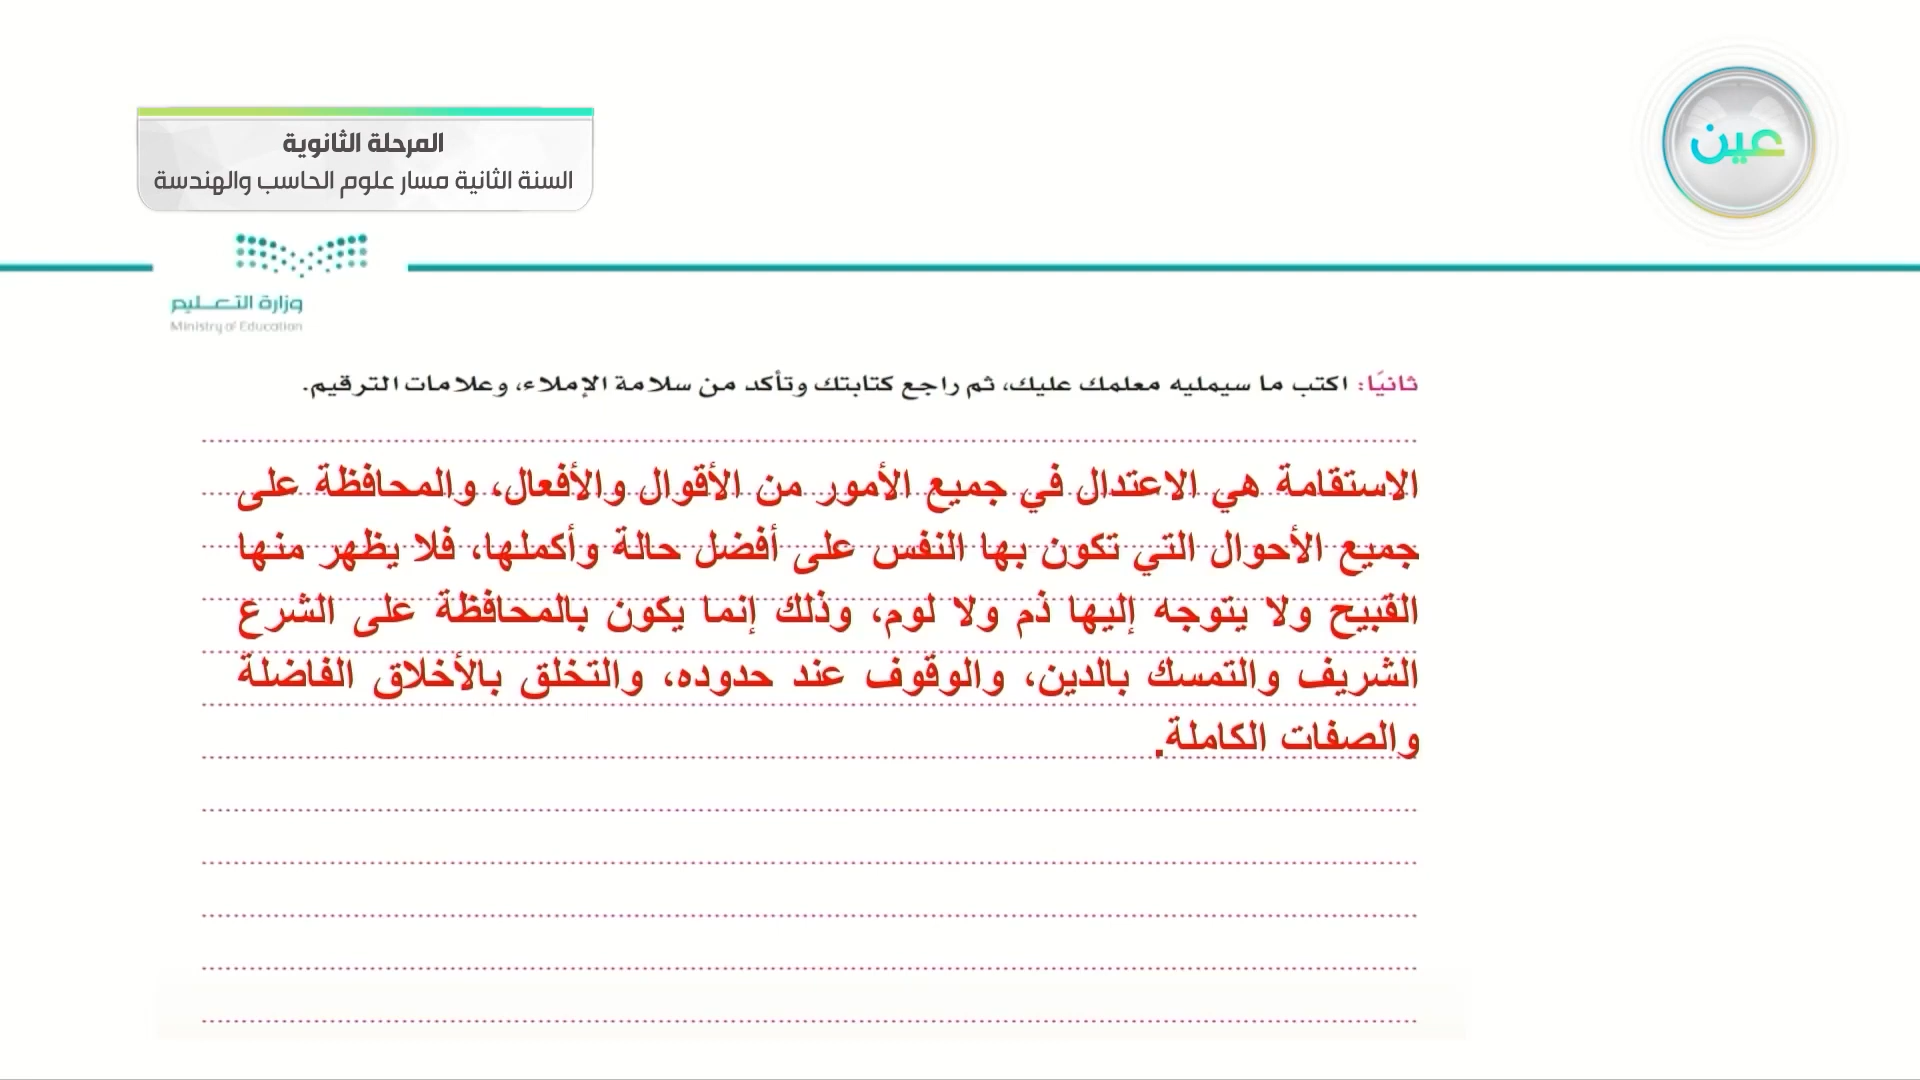 المرحلة الثانوية
السنة الثانية مسار علوم الحاسب والهندسة
عين
وزارة التعليم
Ministry of Education
ثانيًا: اكتب ما سيمليه معلمك عليك، ثم راجع كتابتك وتأكد من سلامة الإملاء، وعلامات الترقيم.
الاستقامة هي الاعتدال في جميع الأمور من الأقوال والأفعال، والمحافظة على
جميع الأحوال التي تكون بها النفس على أفضل حالة وأكملها، فلا يظهر منها
القبيح ولا يتوجه إليها ذم ولا لوم، وذلك إنما يكون بالمحافظة على الشرع
الشريف والتمسك بالدين، والوقوف عند حدوده، والتخلق بالأخلاق الفاضلة
والصفات الكاملة.